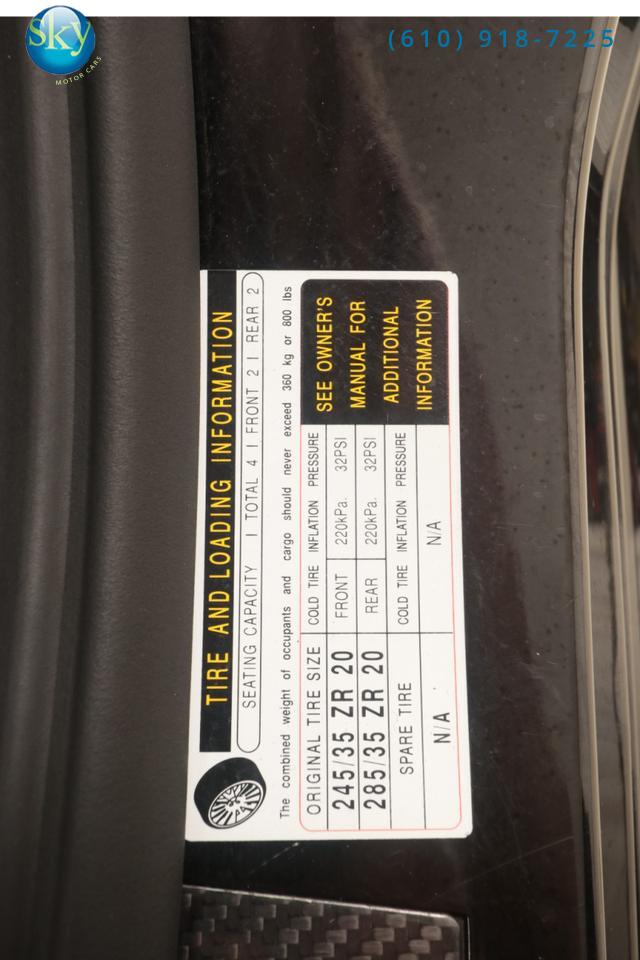 Sky
MOTOR CARS
(610) 918-7225
TIRE AND LOADING INFORMATION
SEATING CAPACITY I TOTAL 4 I FRONT 2 I REAR 2
The combined weight of occupants and cargo should never exceed 360 kg or 800 lbs
ORIGINAL TIRE SIZE COLD TIRE INFLATION PRESSURE
245/35 ZR 20 FRONT 220kPa. 32PSI
285/35 ZR 20 REAR 220kPa. 32PSI
SPARE TIRE COLD TIRE INFLATION PRESSURE
N/A N/A
SEE OWNER'S
MANUAL FOR
ADDITIONAL
INFORMATION